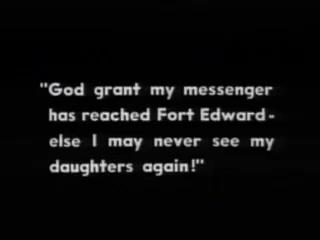 "God grant my messenger
has reached Fort Edward-
else I may never see my
daughters again!"